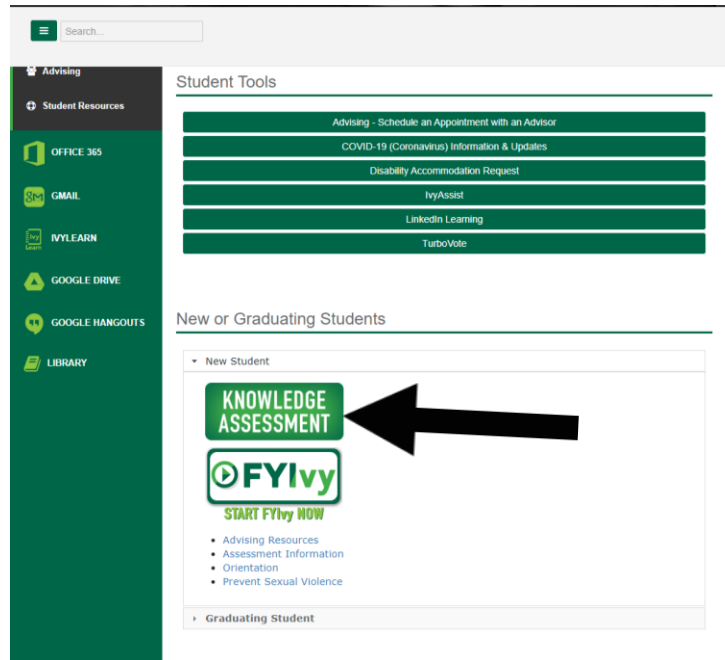 Search...
Advising
Student Resources
OFFICE 365
GMAIL
Ivy
Learn
IVYLEARN
GOOGLE DRIVE
GOOGLE HANGOUTS
LIBRARY
Student Tools
Advising - Schedule an Appointment with an Advisor
COVID-19 (Coronavirus) Information & Updates
Disability Accommodation Request
IvyAssist
LinkedIn Learning
TurboVote
New or Graduating Students
New Student
KNOWLEDGE
ASSESSMENT
FYIvy
START FYIvy NOW
Advising Resources
Assessment Information
Orientation
Prevent Sexual Violence
Graduating Student